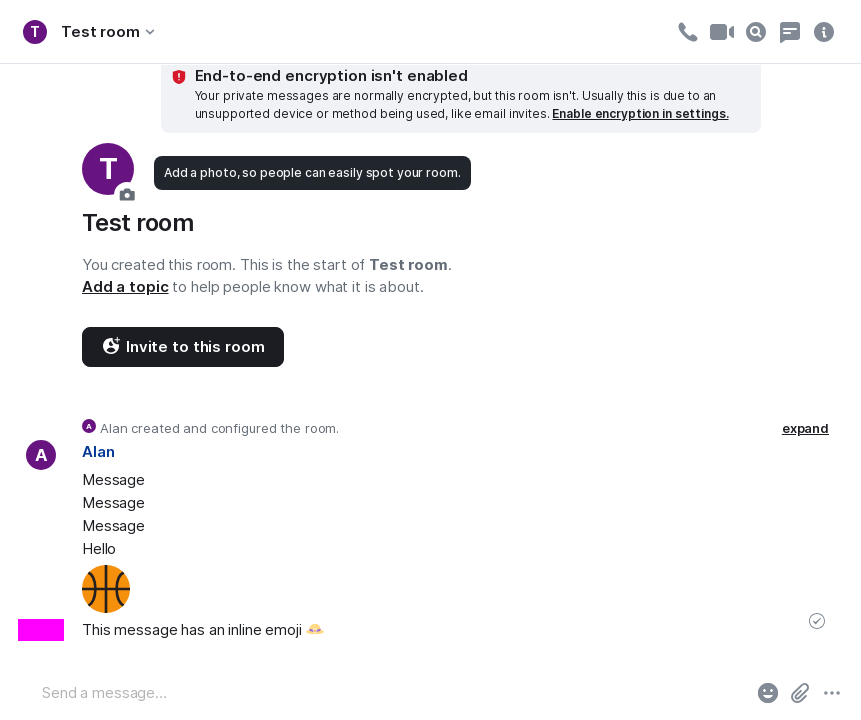 T Test room
End-to-end encryption isn't enabled
Your private messages are normally encrypted, but this room isn't. Usually this is due to an
unsupported device or method being used, like email invites. Enable encryption in settings.
T
Add a photo, so people can easily spot your room.
Test room
You created this room. This is the start of Test room.
Add a topic to help people know what it is about.
Invite to this room
A Alan created and configured the room. expand
A Alan
Message
Message
Message
Hello
This message has an inline emoji 👒
Send a message…